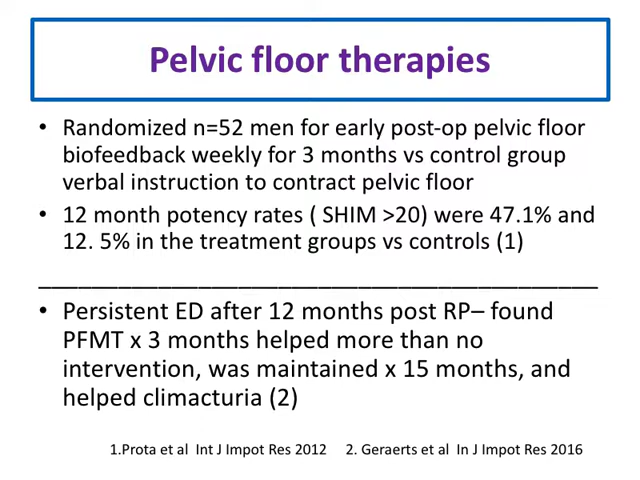 Pelvic floor therapies
• Randomized n=52 men for early post-op pelvic floor
biofeedback weekly for 3 months vs control group
verbal instruction to contract pelvic floor
• 12 month potency rates ( SHIM >20) were 47.1% and
12. 5% in the treatment groups vs controls (1)
• Persistent ED after 12 months post RP– found
PFMT x 3 months helped more than no
intervention, was maintained x 15 months, and
helped climacturia (2)
1.Prota et al Int J Impot Res 2012 2. Geraerts et al In J Impot Res 2016